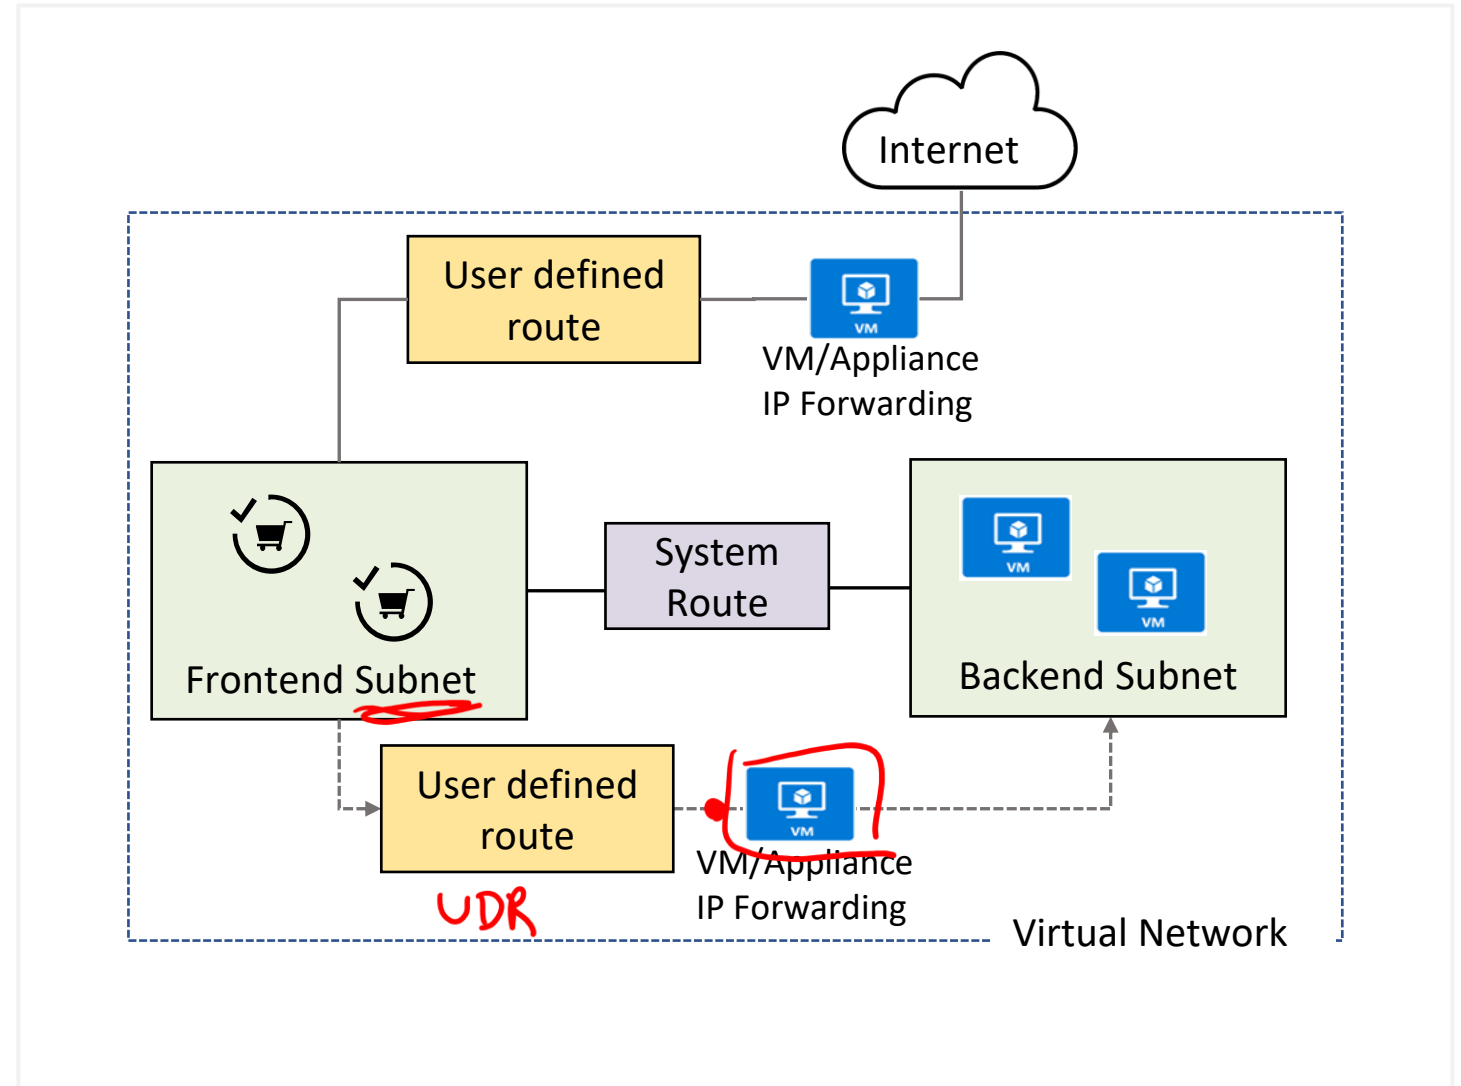 Internet
User defined
route
VM
VM/Appliance
IP Forwarding
System
Route
VM
VM
Frontend Subnet
Backend Subnet
User defined
route
VM
VM/Appliance
IP Forwarding
UDR
Virtual Network